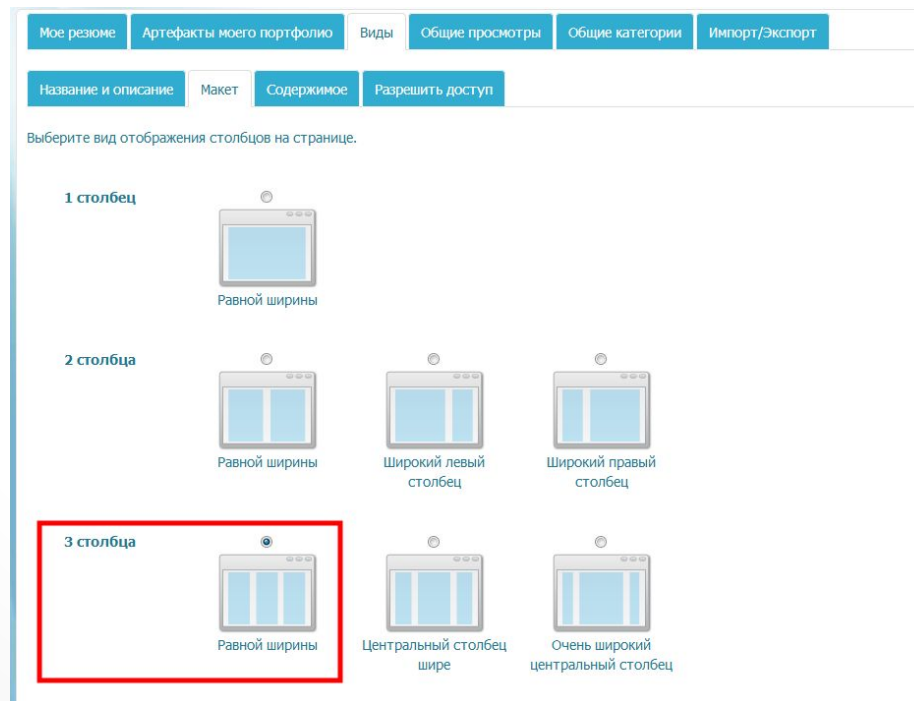 Мое резюме Артефакты моего портфолио Виды Общие просмотры Общие категории Импорт/Экспорт
Название и описание Макет Содержимое Разрешить доступ
Выберите вид отображения столбцов на странице.
1 столбец
Равной ширины
2 столбца
Равной ширины
Широкий левый
столбец
Широкий правый
столбец
3 столбца
Равной ширины
Центральный столбец
шире
Очень широкий
центральный столбец